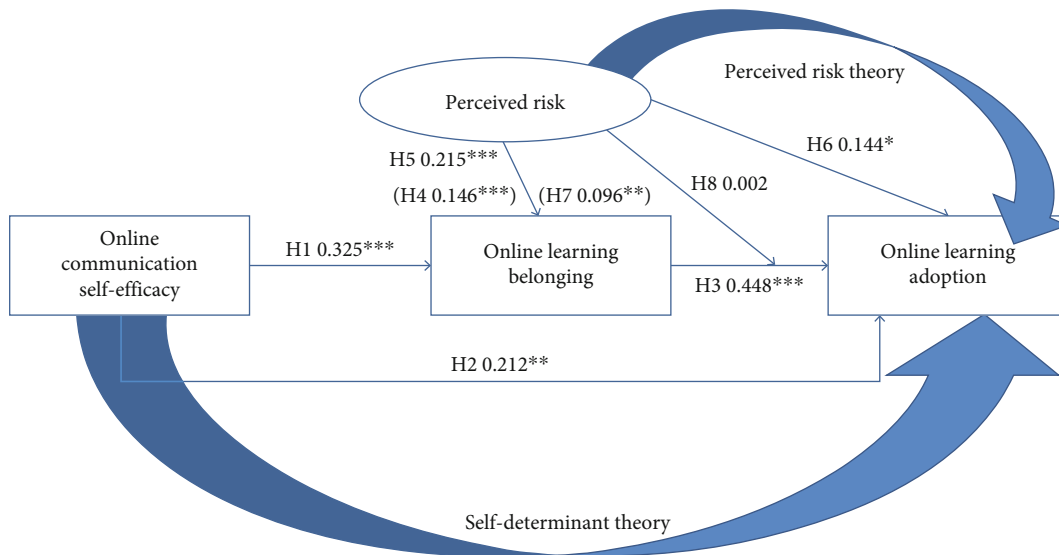 Perceived risk theory
Perceived risk
H6 0.144*
H5 0.215***
H8 0.002
(H4 0.146***)
(H7 0.096**)
Online
communication
self-efficacy
H1 0.325***
Online learning
belonging
H3 0.448***
Online learning
adoption
H2 0.212**
Self-determinant theory